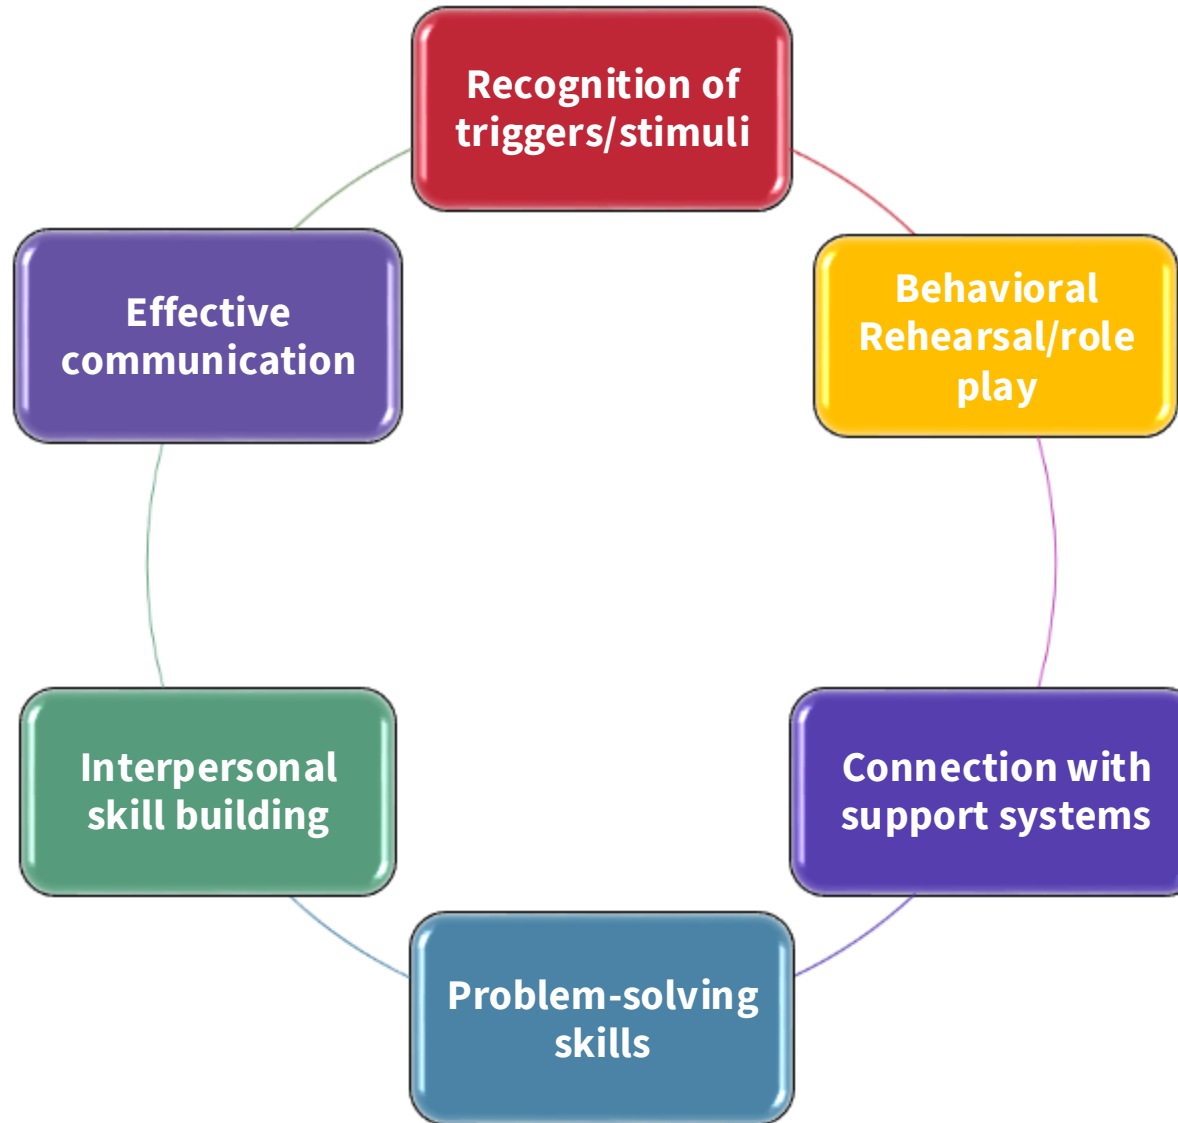 Recognition of
triggers/stimuli
Behavioral
Rehearsal/role
play
Connection with
support systems
Problem-solving
skills
Interpersonal
skill building
Effective
communication